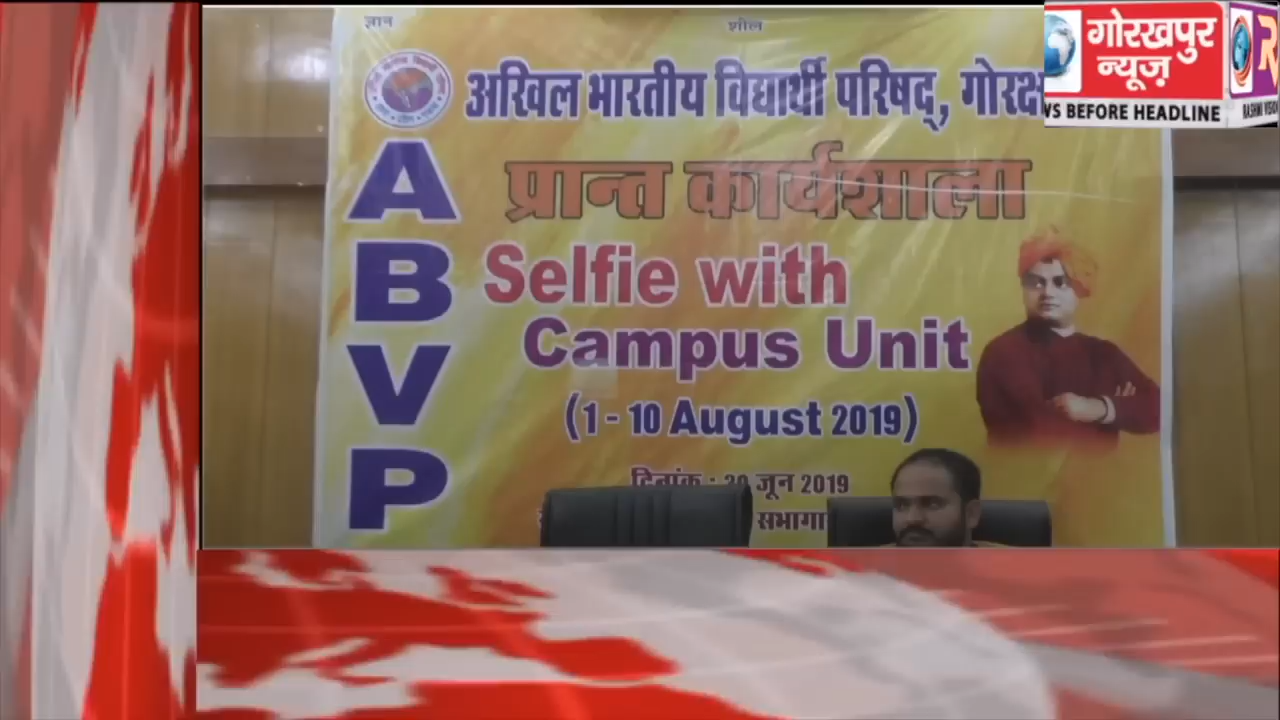 ज्ञान
शील
अखिल भारतीय विद्यार्थी परिषद्, गोरक्ष
ABVP
प्रान्त कार्यशाला
Selfie with
Campus Unit
(1 - 10 August 2019)
दिनांक : 20 जून 2019
सभागा
गोरखपुर
न्यूज़
WS BEFORE HEADLINE
R
RASHMI VISION